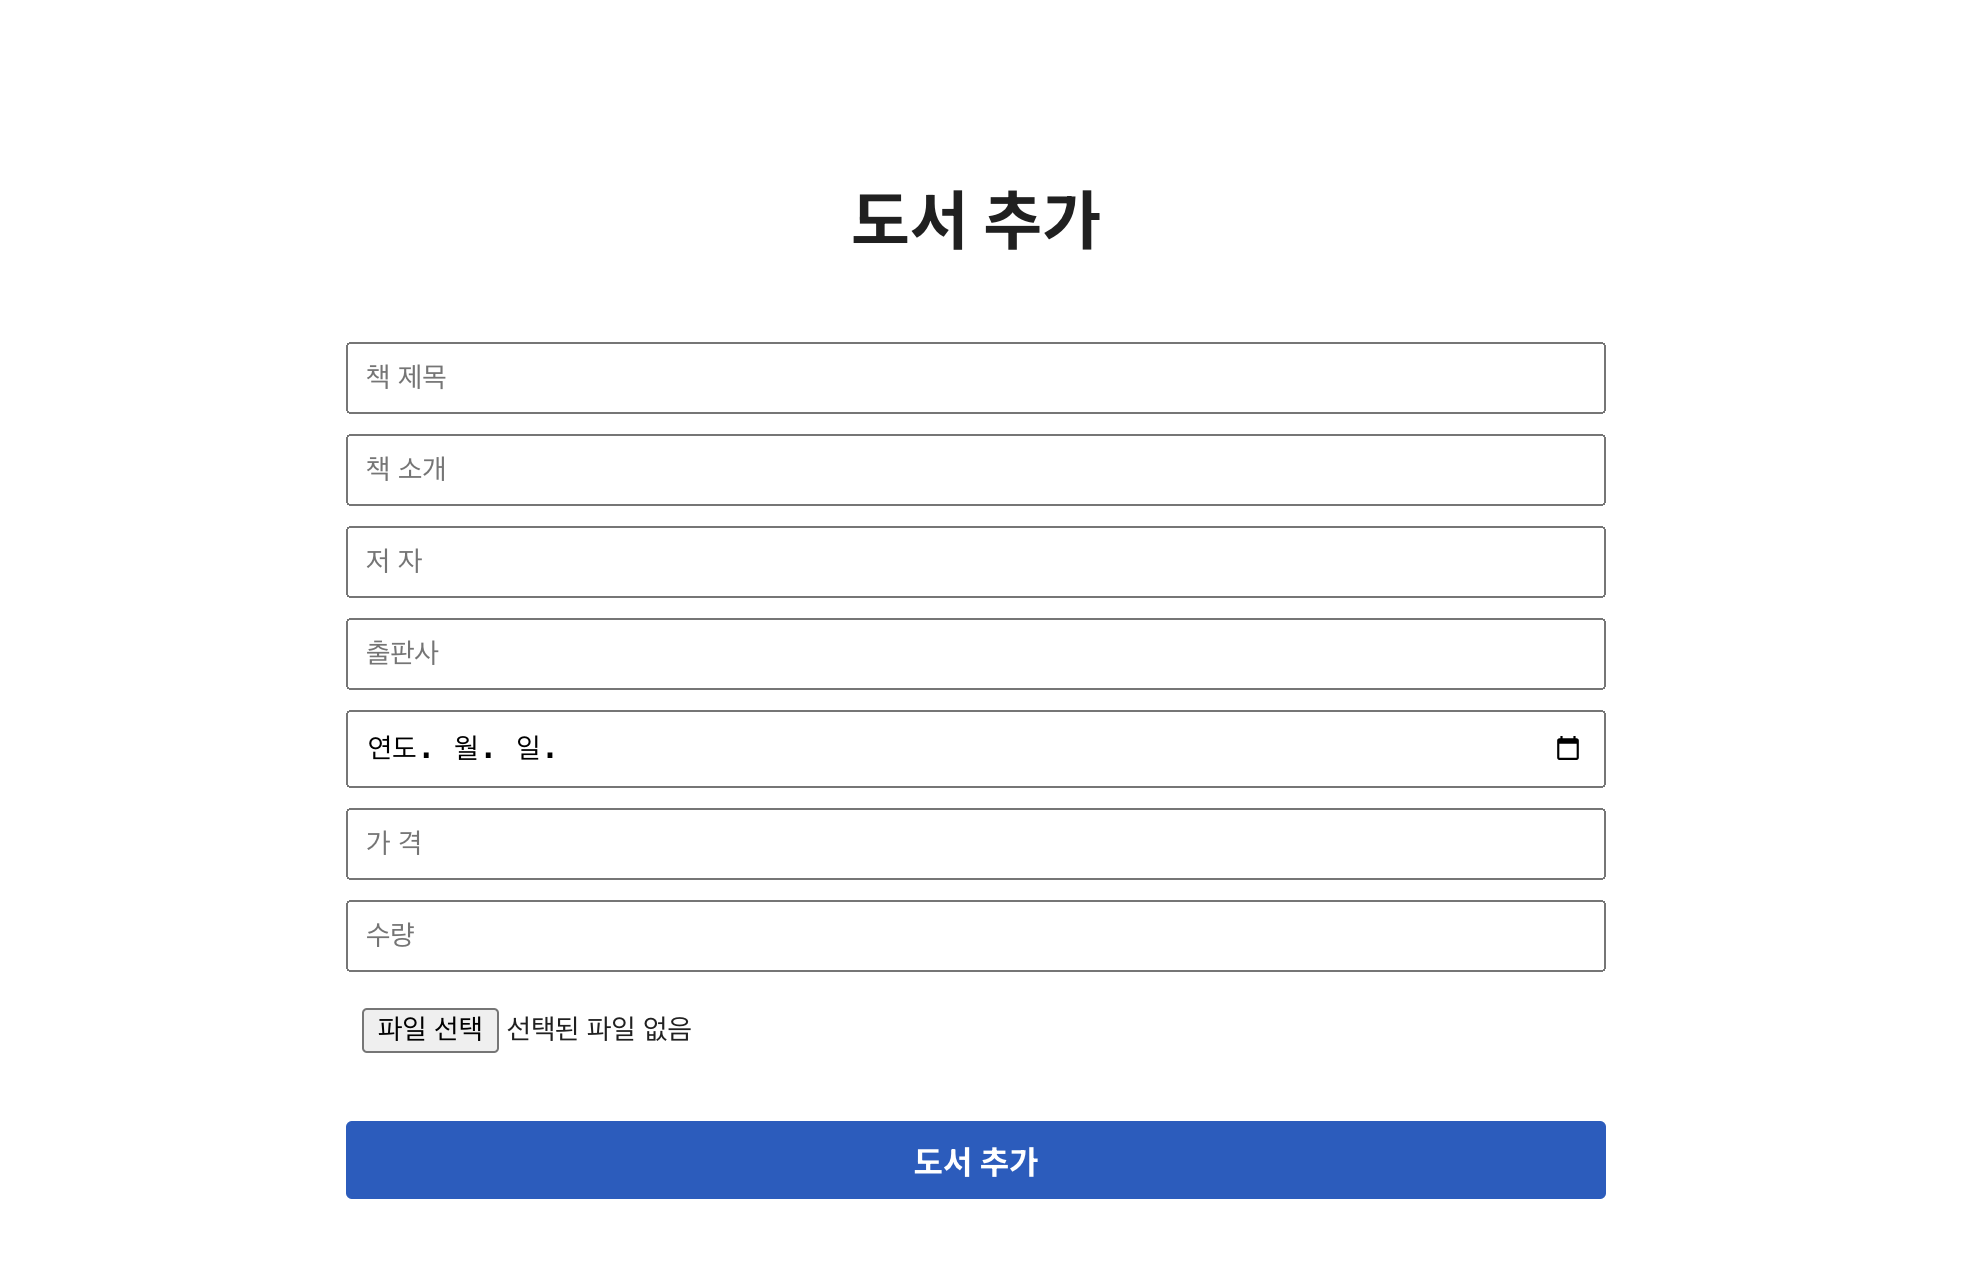 도서 추가
책 제목
책 소개
저 자
출판사
연도. 월. 일.
가 격
수량
파일 선택 선택된 파일 없음
도서 추가